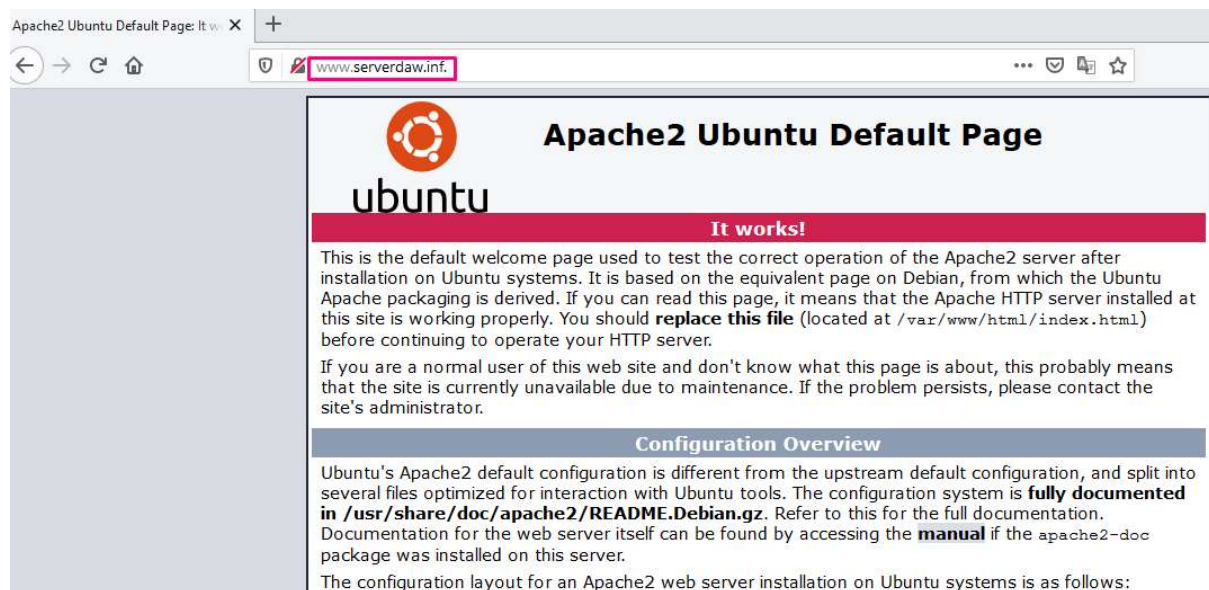 Apache2 Ubuntu Default Page: It w
www.serverdaw.inf.
ubuntu
Apache2 Ubuntu Default Page
It works!
This is the default welcome page used to test the correct operation of the Apache2 server after
installation on Ubuntu systems. It is based on the equivalent page on Debian, from which the Ubuntu
Apache packaging is derived. If you can read this page, it means that the Apache HTTP server installed at
this site is working properly. You should replace this file (located at /var/www/html/index.html)
before continuing to operate your HTTP server.
If you are a normal user of this web site and don't know what this page is about, this probably means
that the site is currently unavailable due to maintenance. If the problem persists, please contact the
site's administrator.
Configuration Overview
Ubuntu's Apache2 default configuration is different from the upstream default configuration, and split into
several files optimized for interaction with Ubuntu tools. The configuration system is fully documented
in /usr/share/doc/apache2/README.Debian.gz. Refer to this for the full documentation.
Documentation for the web server itself can be found by accessing the manual if the apache2-doc
package was installed on this server.
The configuration layout for an Apache2 web server installation on Ubuntu systems is as follows: